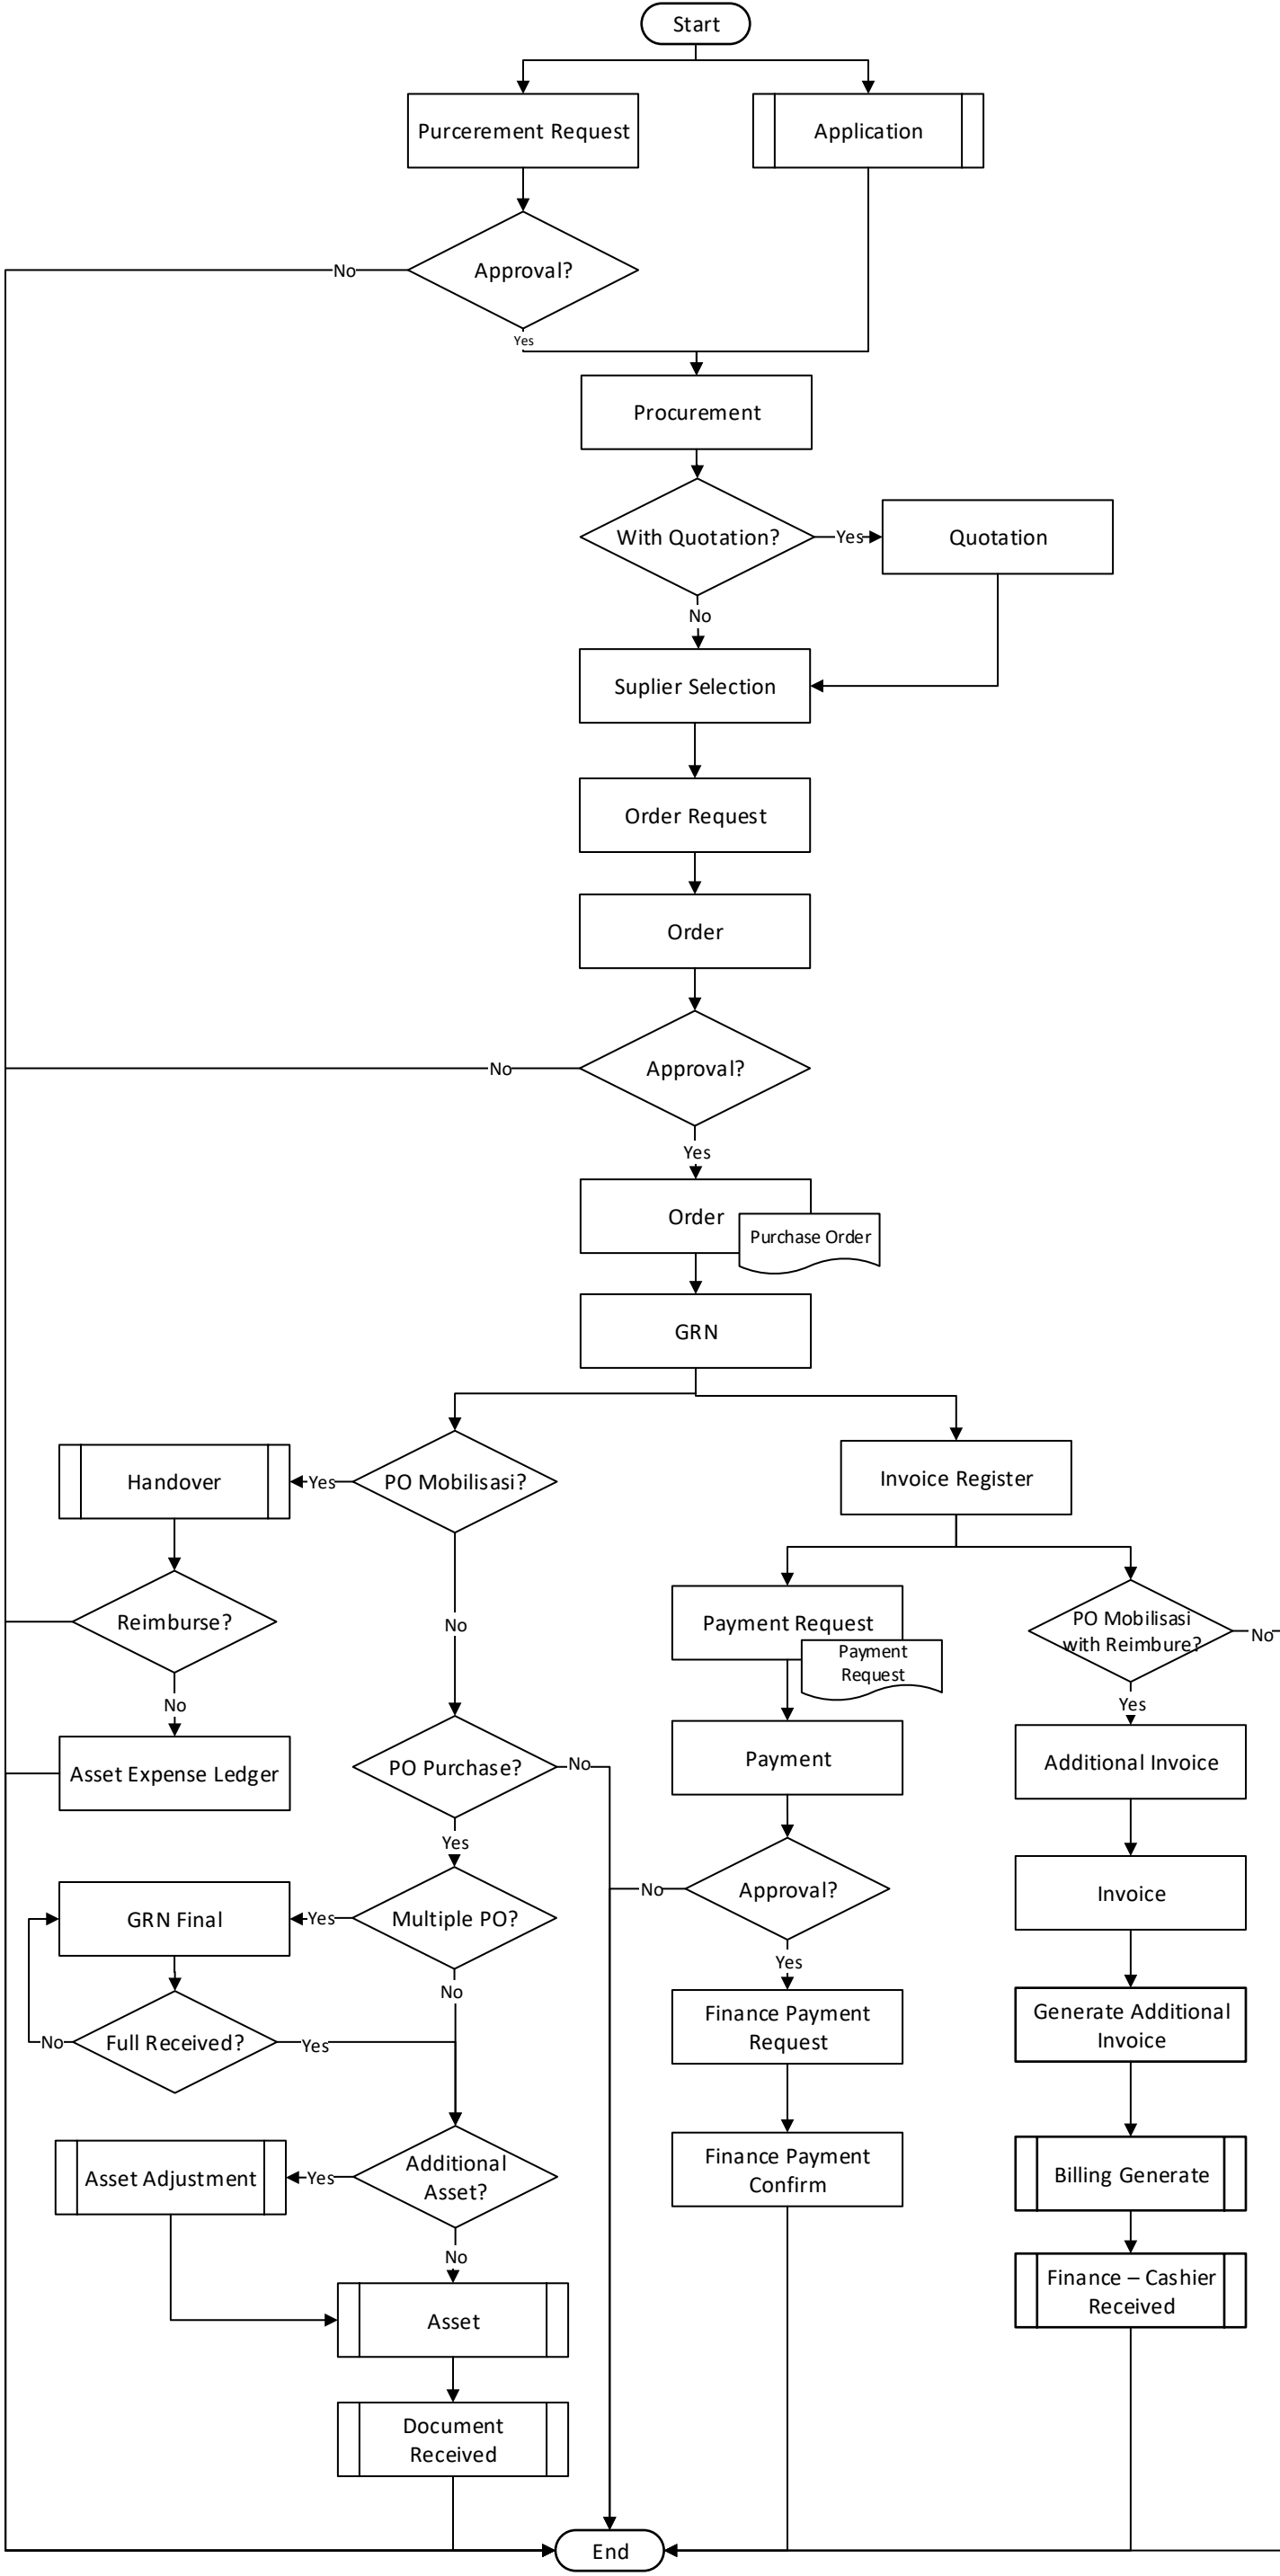 Start
Purcerement Request
Application
Approval?
No
Yes
Procurement
With Quotation?
Yes
Quotation
No
Suplier Selection
Order Request
Order
Approval?
No
Yes
Order
Purchase Order
GRN
Handover
Yes
PO Mobilisasi?
Invoice Register
Reimburse?
No
Payment Request
Payment
Request
PO Mobilisasi
with Reimbure?
No
No
Yes
Asset Expense Ledger
PO Purchase?
No
Payment
Additional Invoice
Yes
GRN Final
Yes
Multiple PO?
No
Approval?
Invoice
Yes
No
No
Full Received?
Yes
Finance Payment
Request
Generate Additional
Invoice
Asset Adjustment
Yes
Additional
Asset?
Finance Payment
Confirm
Billing Generate
No
Asset
Finance – Cashier
Received
Document
Received
End